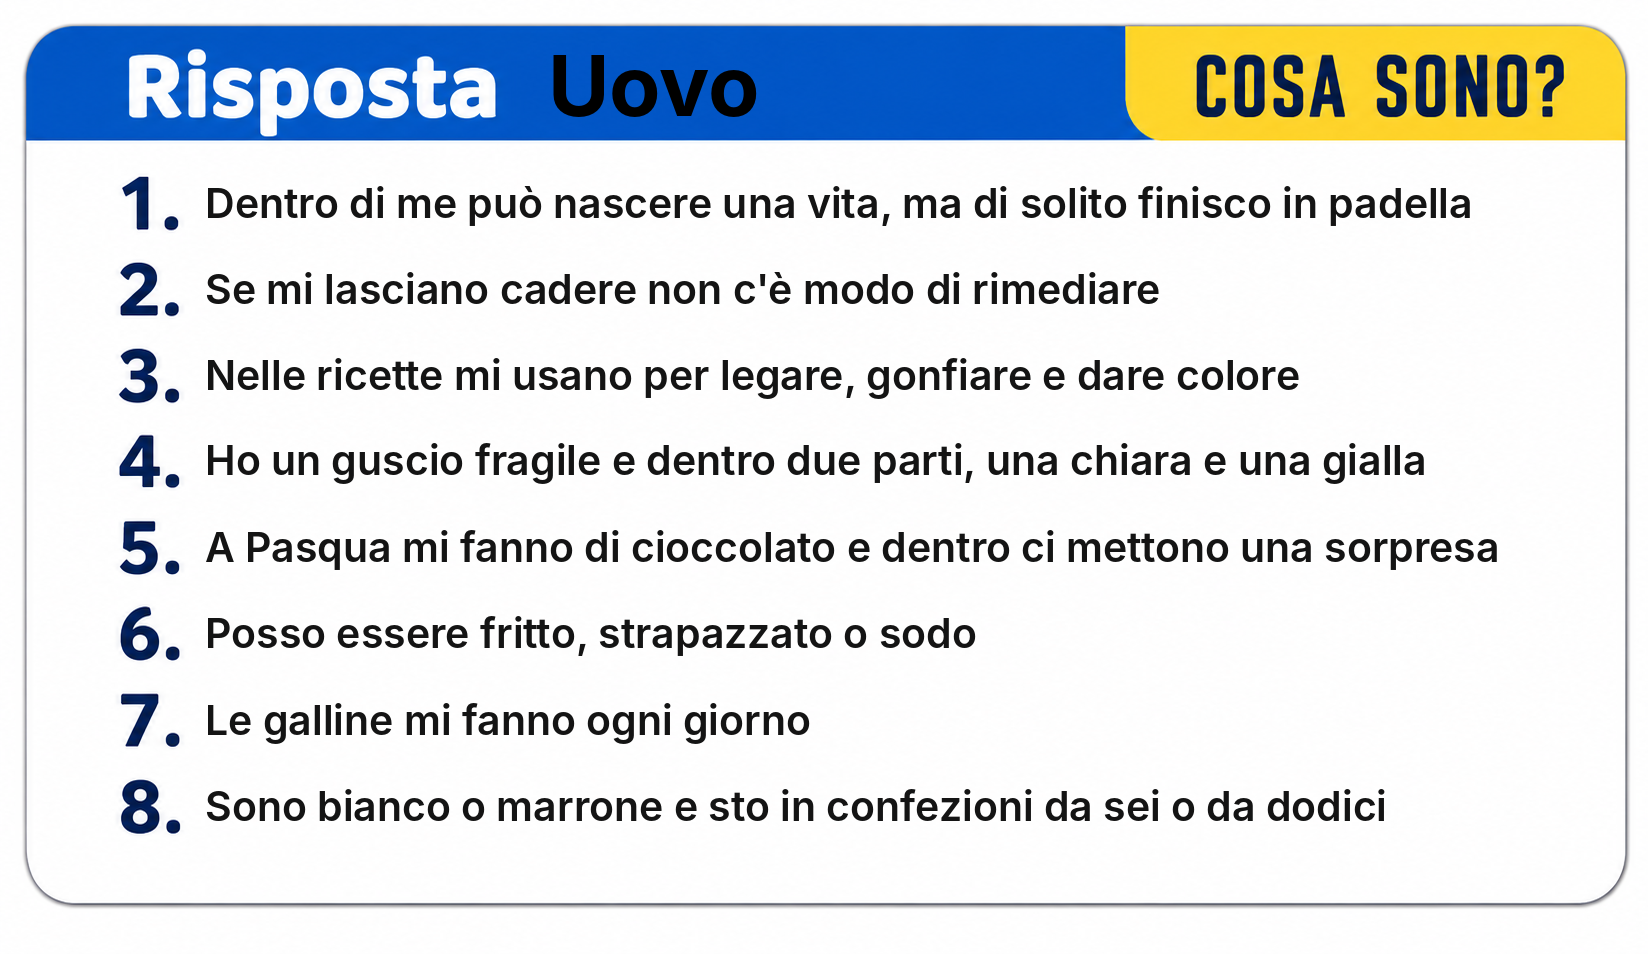 Risposta Uovo COSA SONO?
1. Dentro di me può nascere una vita, ma di solito finisco in padella
2. Se mi lasciano cadere non c'è modo di rimediare
3. Nelle ricette mi usano per legare, gonfiare e dare colore
4. Ho un guscio fragile e dentro due parti, una chiara e una gialla
5. A Pasqua mi fanno di cioccolato e dentro ci mettono una sorpresa
6. Posso essere fritto, strapazzato o sodo
7. Le galline mi fanno ogni giorno
8. Sono bianco o marrone e sto in confezioni da sei o da dodici